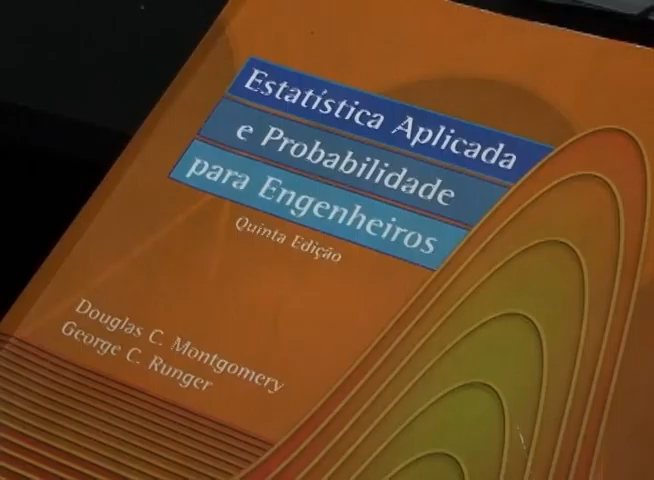 Estatística Aplicada
e Probabilidade
para Engenheiros
Quinta Edição
Douglas C. Montgomery
George C. Runger